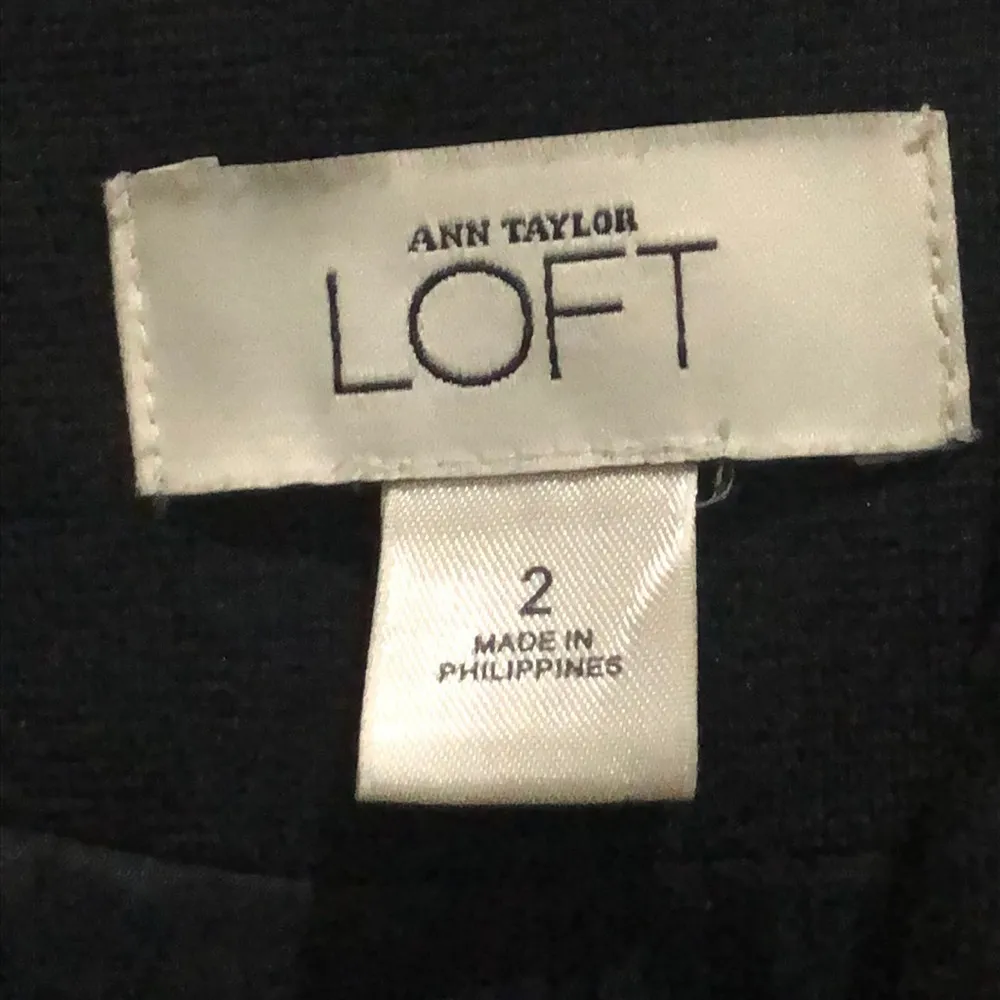 ANN TAYLOR
LOFT
2
MADE IN
PHILIPPINES